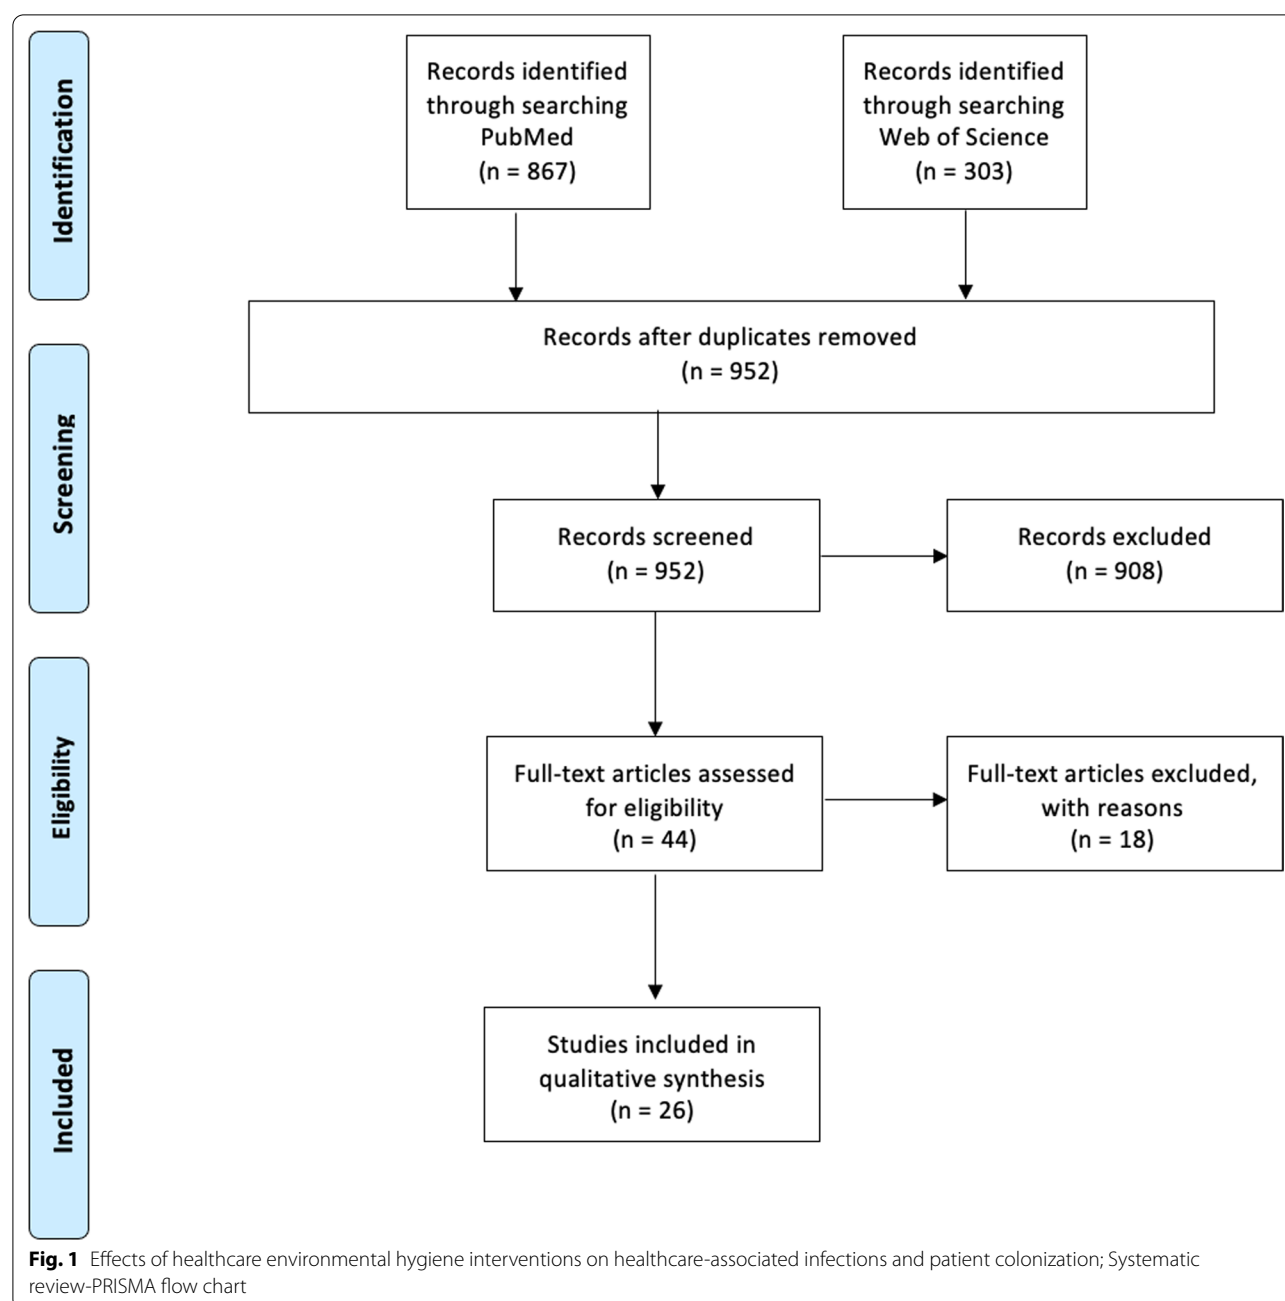 Identification
Records identified
through searching
PubMed
(n = 867)
Records identified
through searching
Web of Science
(n = 303)
Records after duplicates removed
(n = 952)
Screening
Records screened
(n = 952)
Records excluded
(n = 908)
Eligibility
Full-text articles assessed
for eligibility
(n = 44)
Full-text articles excluded,
with reasons
(n = 18)
Included
Studies included in
qualitative synthesis
(n = 26)
Fig. 1 Effects of healthcare environmental hygiene interventions on healthcare-associated infections and patient colonization; Systematic
review-PRISMA flow chart